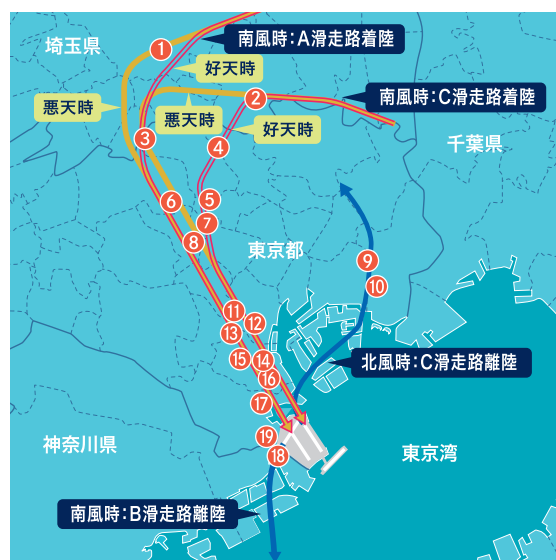 埼玉県
南風時:A滑走路着陸
①
好天時
悪天時
②
南風時:C滑走路着陸
悪天時
好天時
③
④
千葉県
⑤
⑥
⑦
⑧
東京都
⑨
⑩
⑪
⑫
⑬
⑭
⑮
⑯
北風時:C滑走路離陸
⑰
⑲
⑱
神奈川県
東京湾
南風時:B滑走路離陸